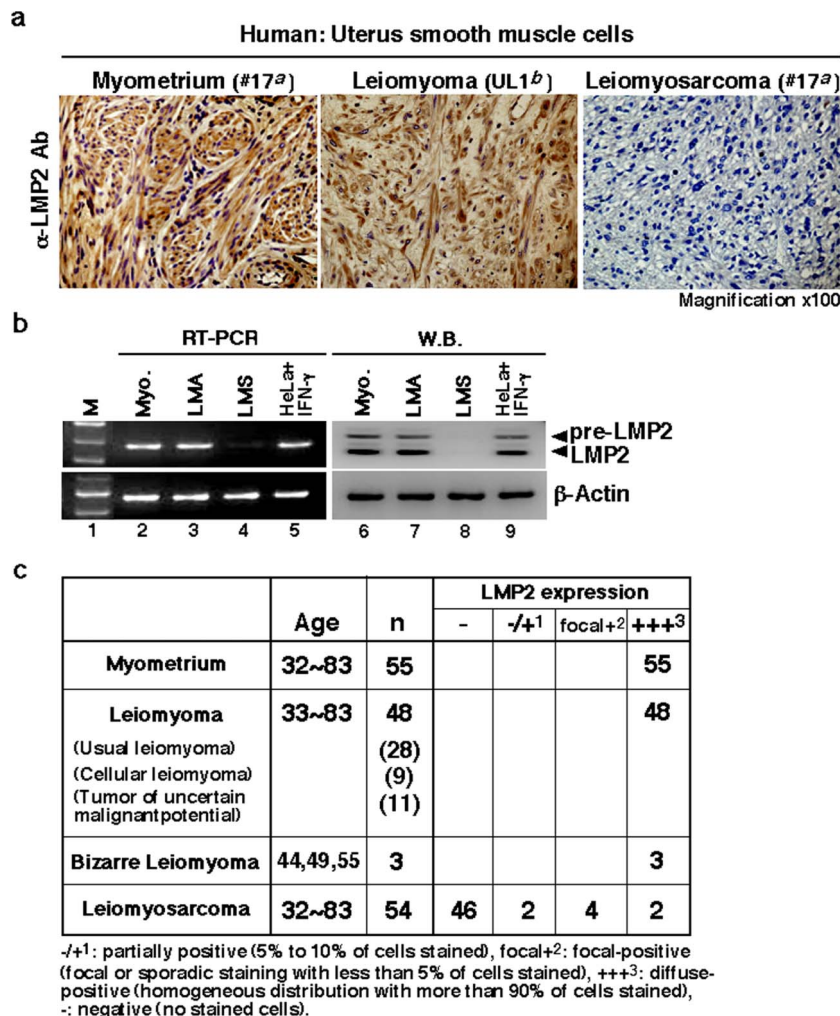 a
Human: Uterus smooth muscle cells
Myometrium (#17a) Leiomyoma (UL1b) Leiomyosarcoma (#17a)
α-LMP2 Ab
Magnification x100
b
RT-PCR W.B.
M Myo. LMA LMS HeLa+ IFN-γ Myo. LMA LMS HeLa+ IFN-γ
pre-LMP2
LMP2
β-Actin
1 2 3 4 5 6 7 8 9
c
LMP2 expression
Age n - -/+1 focal+2 +++3
Myometrium 32~83 55 55
Leiomyoma 33~83 48 48
(Usual leiomyoma) (28)
(Cellular leiomyoma) (9)
(Tumor of uncertain (11)
malignantpotential)
Bizarre Leiomyoma 44,49,55 3 3
Leiomyosarcoma 32~83 54 46 2 4 2
-/+1: partially positive (5% to 10% of cells stained), focal+2: focal-positive
(focal or sporadic staining with less than 5% of cells stained), +++3: diffuse-
positive (homogeneous distribution with more than 90% of cells stained),
-: negative (no stained cells).